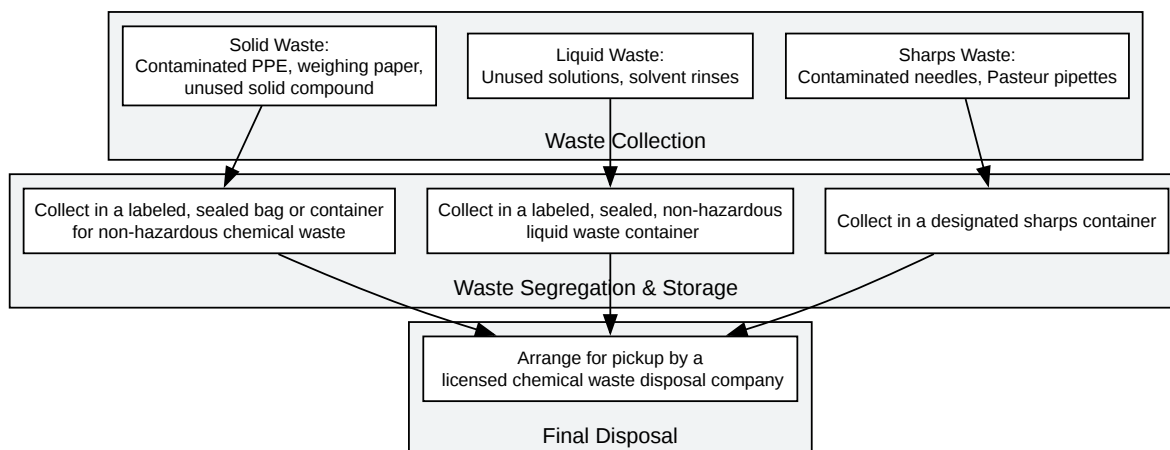 Solid Waste:
Contaminated PPE, weighing paper,
unused solid compound
Liquid Waste:
Unused solutions, solvent rinses
Sharps Waste:
Contaminated needles, Pasteur pipettes
Waste Collection
Collect in a labeled, sealed bag or container
for non-hazardous chemical waste
Collect in a labeled, sealed, non-hazardous
liquid waste container
Collect in a designated sharps container
Waste Segregation & Storage
Arrange for pickup by a
licensed chemical waste disposal company
Final Disposal